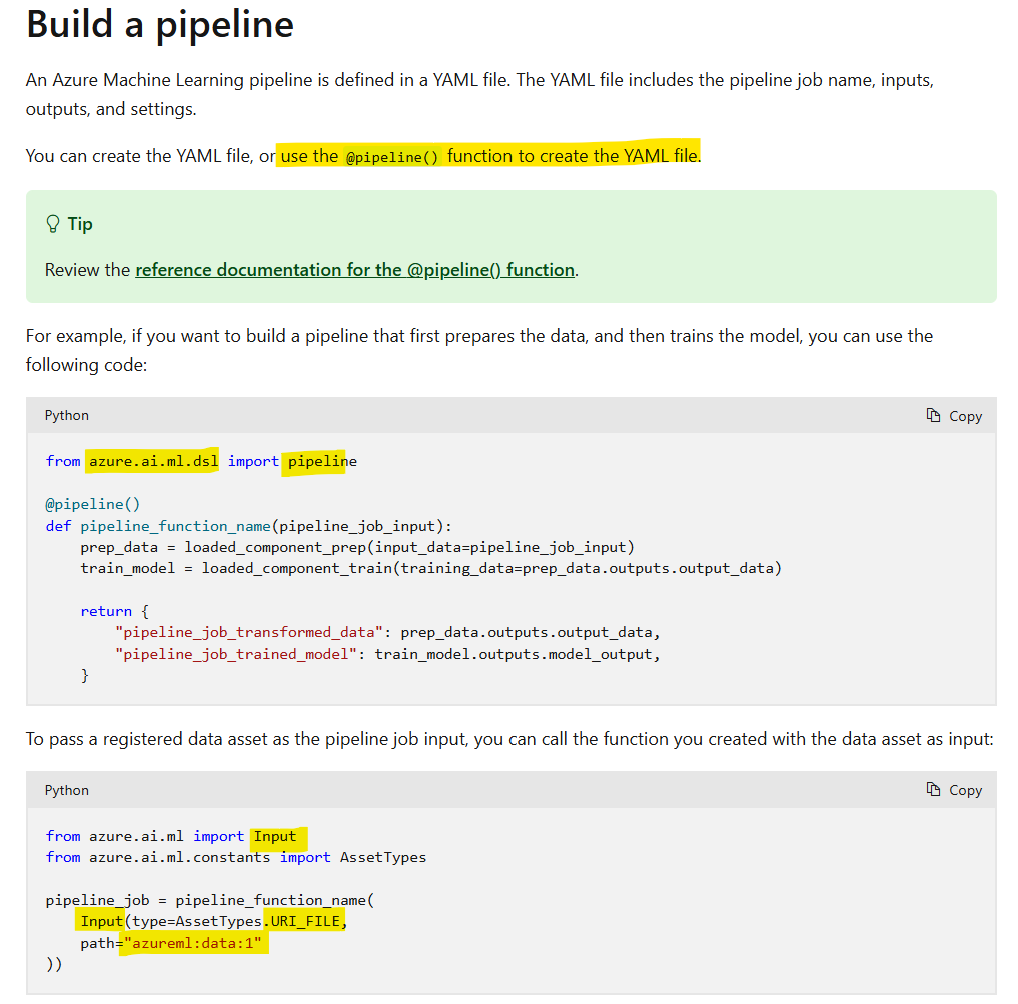 Build a pipeline
An Azure Machine Learning pipeline is defined in a YAML file. The YAML file includes the pipeline job name, inputs,
outputs, and settings.
You can create the YAML file, or use the @pipeline() function to create the YAML file.
Tip
Review the reference documentation for the @pipeline() function.
For example, if you want to build a pipeline that first prepares the data, and then trains the model, you can use the
following code:
Python
Copy
from azure.ai.ml.dsl import pipeline
@pipeline()
def pipeline_function_name(pipeline_job_input):
    prep_data = loaded_component_prep(input_data=pipeline_job_input)
    train_model = loaded_component_train(training_data=prep_data.outputs.output_data)
    return {
        "pipeline_job_transformed_data": prep_data.outputs.output_data,
        "pipeline_job_trained_model": train_model.outputs.model_output,
    }
To pass a registered data asset as the pipeline job input, you can call the function you created with the data asset as input:
Python
Copy
from azure.ai.ml import Input
from azure.ai.ml.constants import AssetTypes
pipeline_job = pipeline_function_name(
    Input(type=AssetTypes.URI_FILE,
    path="azureml:data:1"
))